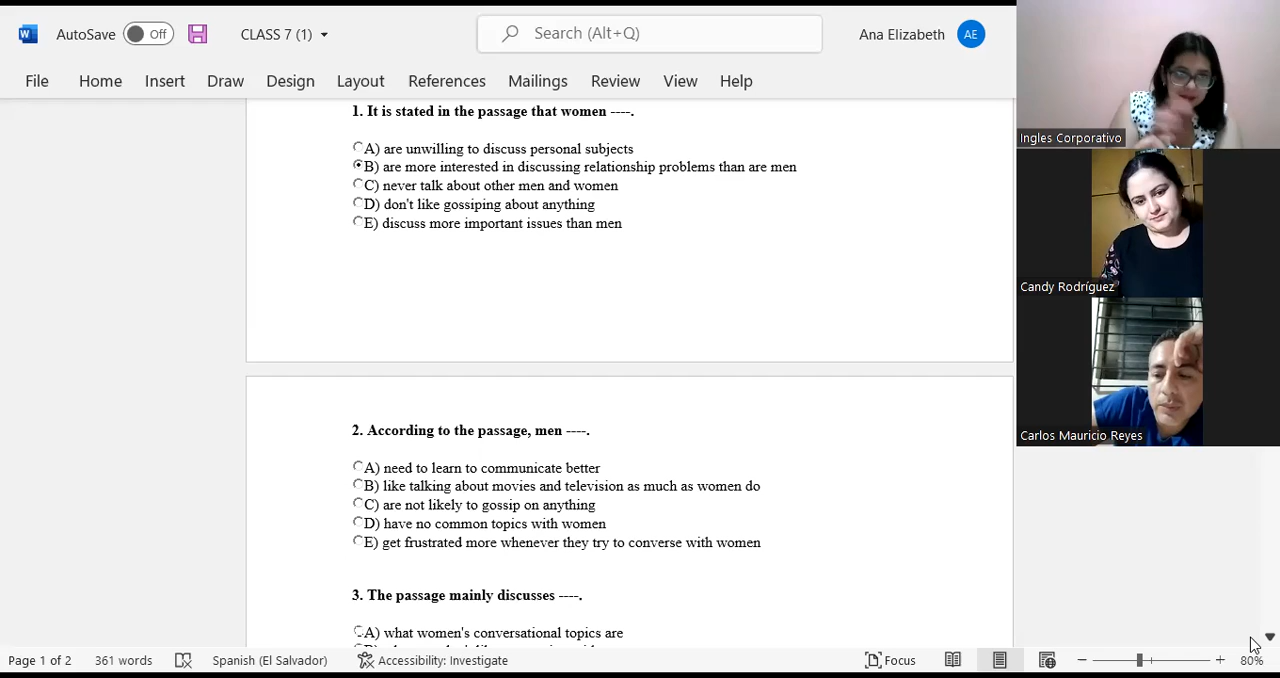 AutoSave Off CLASS 7 (1) Search (Alt+Q) Ana Elizabeth AE
File Home Insert Draw Design Layout References Mailings Review View Help
1. It is stated in the passage that women ----.
A) are unwilling to discuss personal subjects
B) are more interested in discussing relationship problems than are men
C) never talk about other men and women
D) don't like gossiping about anything
E) discuss more important issues than men
2. According to the passage, men ----.
A) need to learn to communicate better
B) like talking about movies and television as much as women do
C) are not likely to gossip on anything
D) have no common topics with women
E) get frustrated more whenever they try to converse with women
3. The passage mainly discusses ----.
A) what women's conversational topics are
Page 1 of 2 361 words Spanish (El Salvador) Accessibility: Investigate Focus 80%
Ingles Corporativo
Candy Rodríguez
Carlos Mauricio Reyes